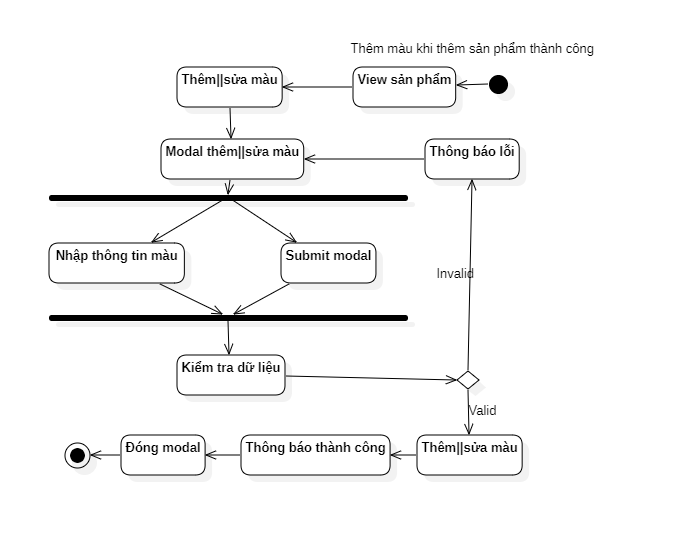 Thêm màu khi thêm sản phẩm thành công
Thêm||sửa màu
View sản phẩm
Modal thêm||sửa màu
Thông báo lỗi
Nhập thông tin màu
Submit modal
Invalid
Kiểm tra dữ liệu
Valid
Đóng modal
Thông báo thành công
Thêm||sửa màu